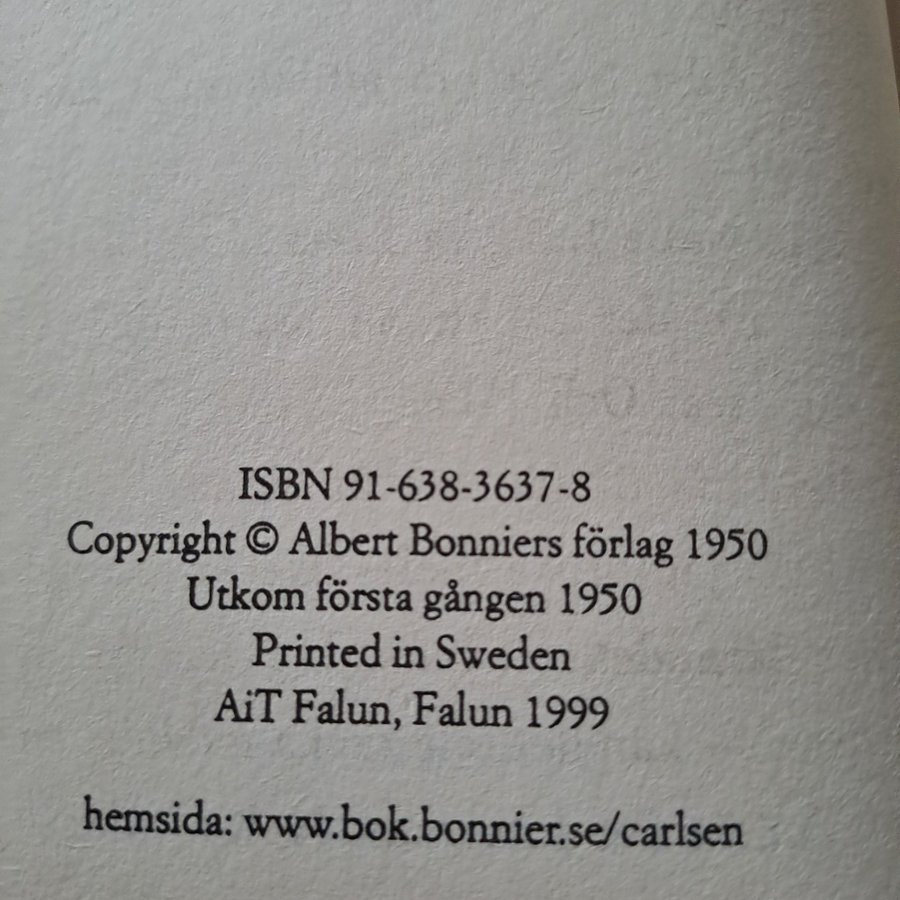 ISBN 91-638-3637-8
Copyright © Albert Bonniers förlag 1950
Utkom första gången 1950
Printed in Sweden
AiT Falun, Falun 1999
hemsida: www.bok.bonnier.se/carlsen